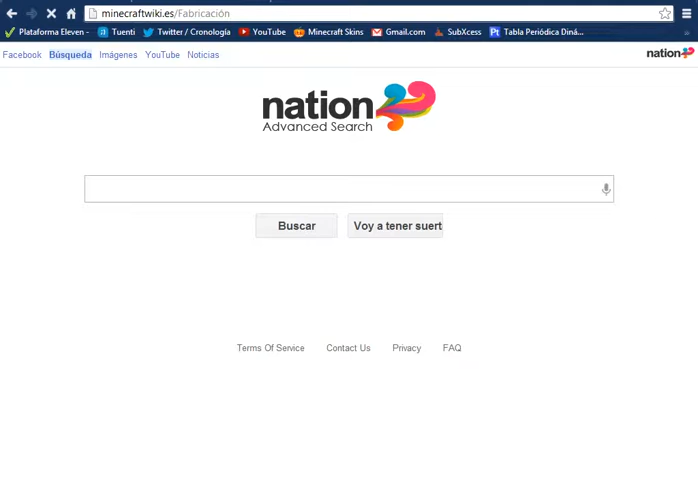 minecraftwiki.es/Fabricación
Plataforma Eleven - Tuenti Twitter / Cronología YouTube Minecraft Skins Gmail.com SubXcess Pt Tabla Periódica Diná... »
Facebook Búsqueda Imágenes YouTube Noticias nation
nation
Advanced Search
Buscar Voy a tener suert
Terms Of Service Contact Us Privacy FAQ